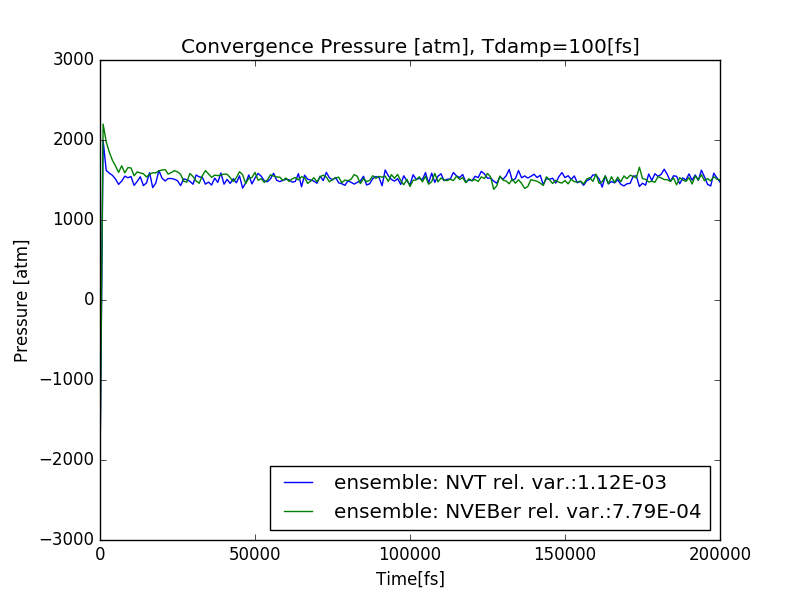 Convergence Pressure [atm], Tdamp=100[fs]
3000
2000
1000
0
−1000
−2000
−3000
Pressure [atm]
ensemble: NVT rel. var.:1.12E-03
ensemble: NVEBer rel. var.:7.79E-04
0 50000 100000 150000 200000
Time[fs]